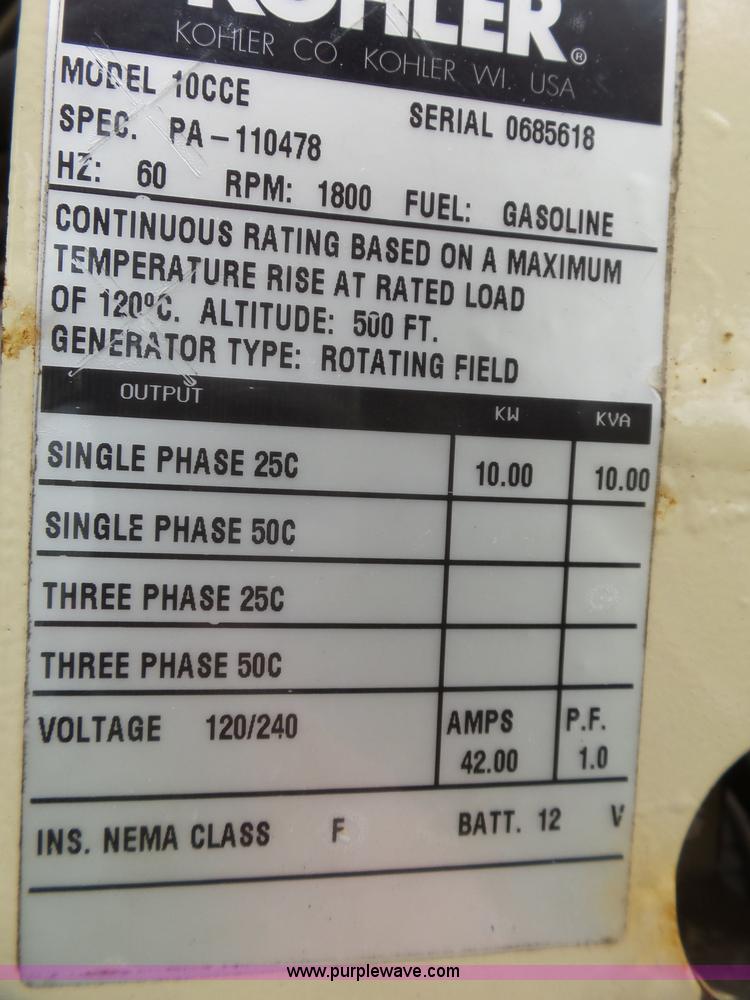 KOHLER®
KOHLER CO. KOHLER WI. USA
MODEL 10CCE
SERIAL 0685618
SPEC. PA-110478
HZ: 60 RPM: 1800 FUEL: GASOLINE
CONTINUOUS RATING BASED ON A MAXIMUM
TEMPERATURE RISE AT RATED LOAD
OF 120ºC. ALTITUDE: 500 FT.
GENERATOR TYPE: ROTATING FIELD
OUTPUT KW KVA
SINGLE PHASE 25C 10.00 10.00
SINGLE PHASE 50C
THREE PHASE 25C
THREE PHASE 50C
VOLTAGE 120/240 AMPS P.F.
42.00 1.0
INS. NEMA CLASS F BATT. 12 V
www.purplewave.com